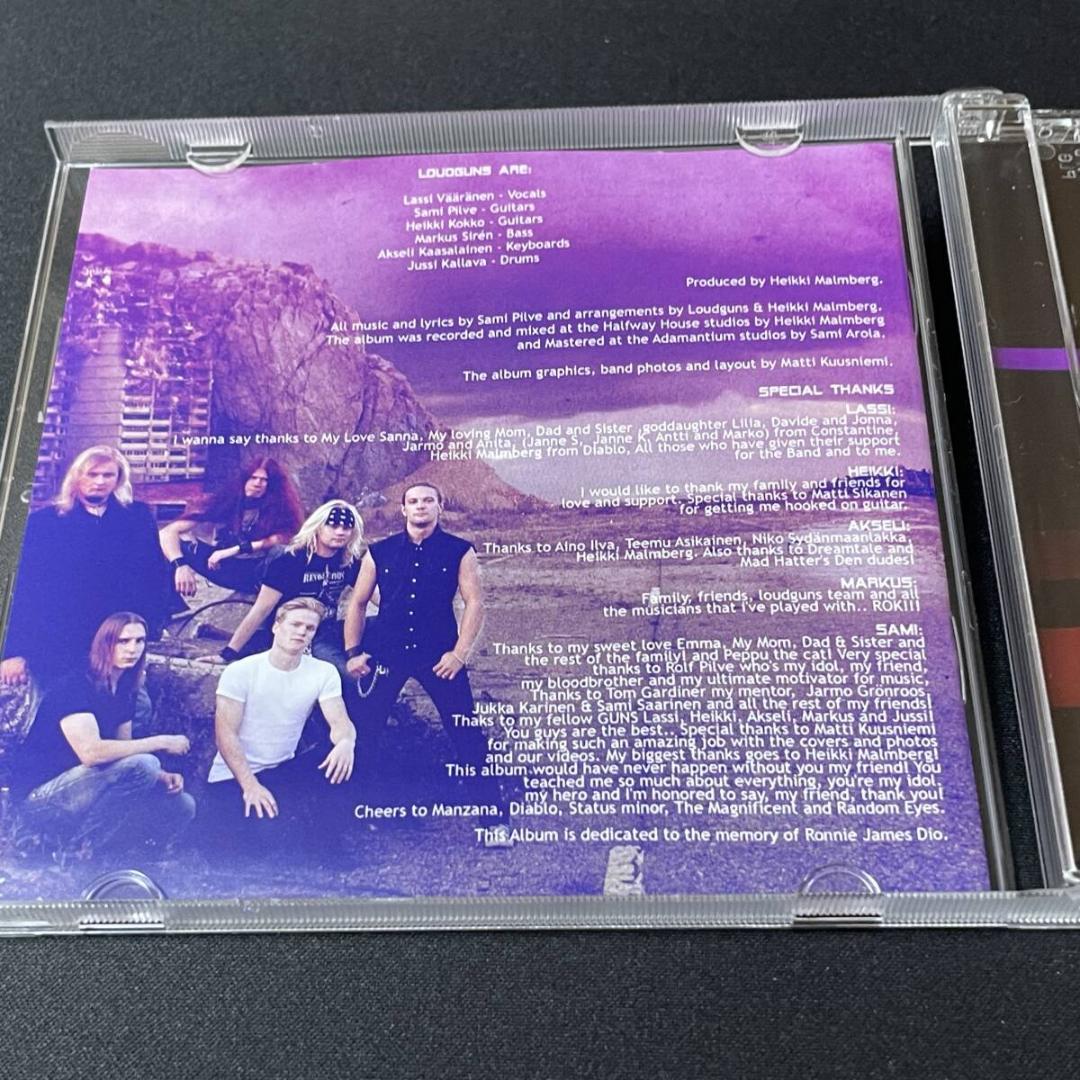 LOUDGUNS ARE:
Lassi Vääränen - Vocals
Sami Pilve - Guitars
Heikki Kokko - Guitars
Markus Sirén - Bass
Akseli Kaasalainen - Keyboards
Jussi Kallava - Drums
Produced by Heikki Malmberg.
All music and lyrics by Sami Pilve and arrangements by Loudguns & Heikki Malmberg.
The album was recorded and mixed at the Halfway House studios by Heikki Malmberg
and Mastered at the Adamantium studios by Sami Arola.
The album graphics, band photos and layout by Matti Kuusniemi.
SPECIAL THANKS
LASSI:
I wanna say thanks to My Love Sanna, My loving Mom, Dad and Sister ,goddaughter Lilia, Davide and Jonna,
Jarmo and Anita, (Janne S., Janne K, Antti and Marko) from Constantine,
Heikki Malmberg from Diablo, All those who have given their support
for the Band and to me.
HEIKKI:
I would like to thank my family and friends for
love and support. Special thanks to Matti Sikanen
for getting me hooked on guitar.
AKSELI:
Thanks to Aino Ilva, Teemu Asikainen, Niko Sydänmaanlakka,
Heikki Malmberg. Also thanks to Dreamtale and
Mad Hatter's Den dudes!
MARKUS:
Family, friends, loudguns team and all
the musicians that i've played with.. ROK!!!
SAMI:
Thanks to my sweet love Emma, My Mom, Dad & Sister and
the rest of the family! and Peppu the cat! Very special
thanks to Rolf Pilve who's my idol, my friend,
my bloodbrother and my ultimate motivator for music,
Thanks to Tom Gardiner my mentor, Jarmo Grönroos,
Jukka Karinen & Sami Saarinen and all the rest of my friends!
Thaks to my fellow GUNS Lassi, Heikki, Akseli, Markus and Jussi!
You guys are the best.. Special thanks to Matti Kuusniemi
for making such an amazing job with the covers and photos
and our videos. My biggest thanks goes to Heikki Malmberg!
This album would have never happen without you my friend! You
teached me so much about everything, you're my idol,
my hero and i'm honored to say, my friend, thank you!
Cheers to Manzana, Diablo, Status minor, The Magnificent and Random Eyes.
This Album is dedicated to the memory of Ronnie James Dio.